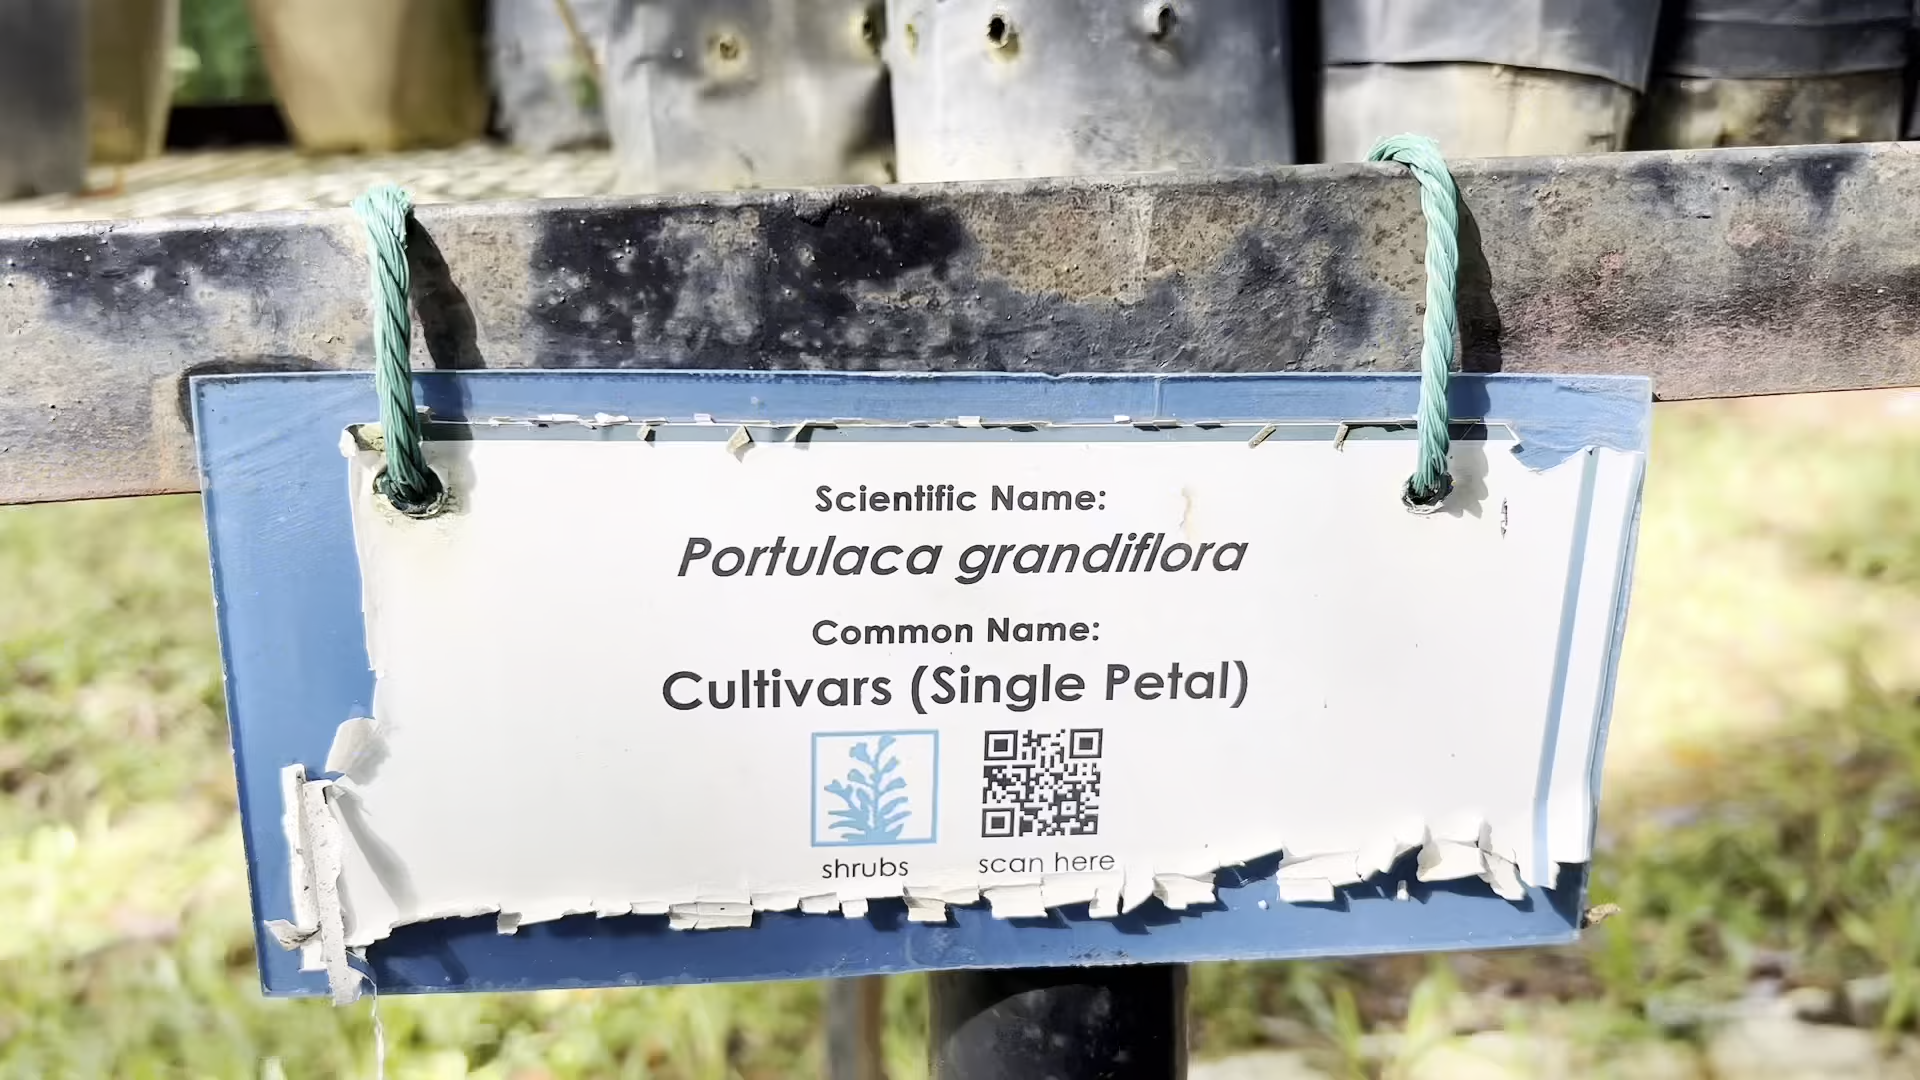 Scientific Name:
Portulaca grandiflora
Common Name:
Cultivars (Single Petal)
shrubs
scan here